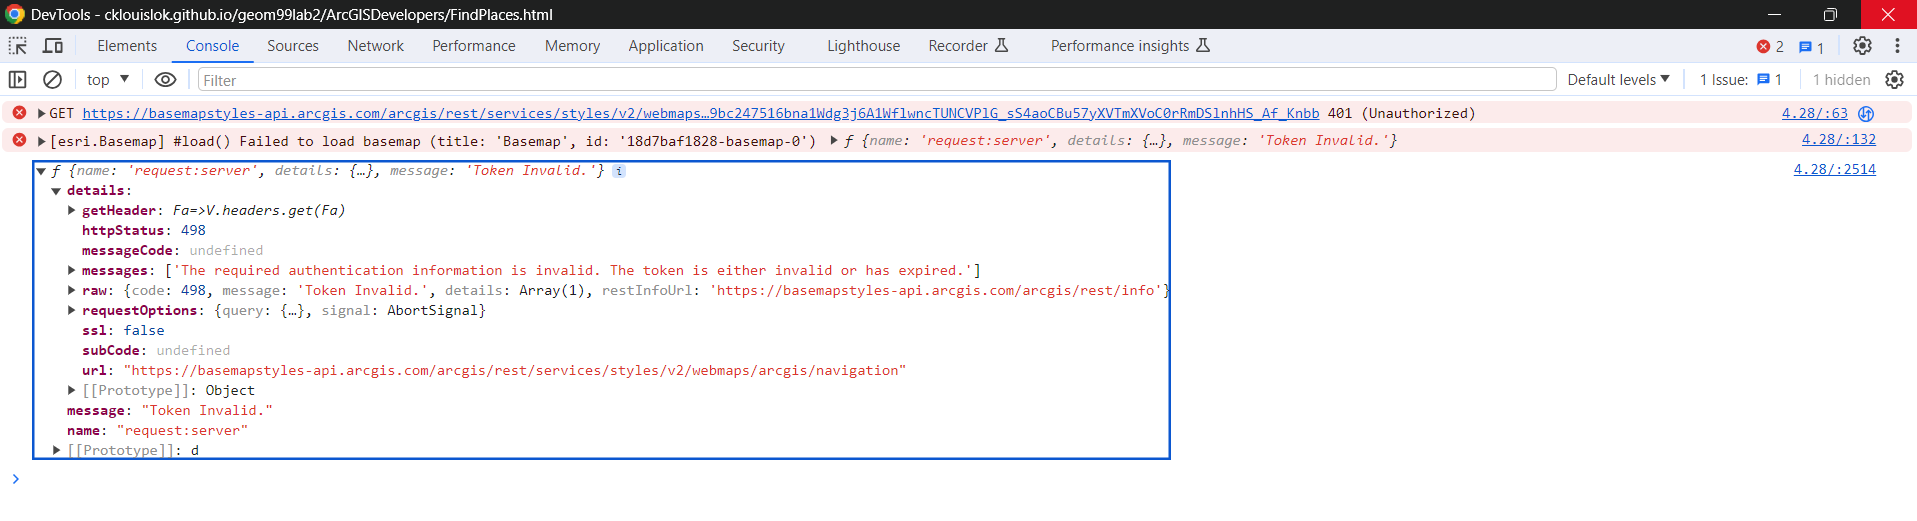 DevTools - cklouislok.github.io/geom99lab2/ArcGISDevelopers/FindPlaces.html
Elements Console Sources Network Performance Memory Application Security Lighthouse Recorder Performance insights 2 1
top Filter Default levels 1 Issue: 1 1 hidden
GET https://basemapstyles-api.arcgis.com/arcgis/rest/services/styles/v2/webmaps…9bc247516bna1Wdg3j6A1WflwncTUNCVPlG_sS4aoCBu57yXVTmXVoC0rRmDSlnhHS_Af_Knbb 401 (Unauthorized) 4.28/:63
[esri.Basemap] #load() Failed to load basemap (title: 'Basemap', id: '18d7baf1828-basemap-0') ƒ {name: 'request:server', details: {…}, message: 'Token Invalid.'} 4.28/:132
ƒ {name: 'request:server', details: {…}, message: 'Token Invalid.'} i 4.28/:2514
details:
getHeader: Fa=>V.headers.get(Fa)
httpStatus: 498
messageCode: undefined
messages: ['The required authentication information is invalid. The token is either invalid or has expired.']
raw: {code: 498, message: 'Token Invalid.', details: Array(1), restInfoUrl: 'https://basemapstyles-api.arcgis.com/arcgis/rest/info'}
requestOptions: {query: {…}, signal: AbortSignal}
ssl: false
subCode: undefined
url: "https://basemapstyles-api.arcgis.com/arcgis/rest/services/styles/v2/webmaps/arcgis/navigation"
[[Prototype]]: Object
message: "Token Invalid."
name: "request:server"
[[Prototype]]: d